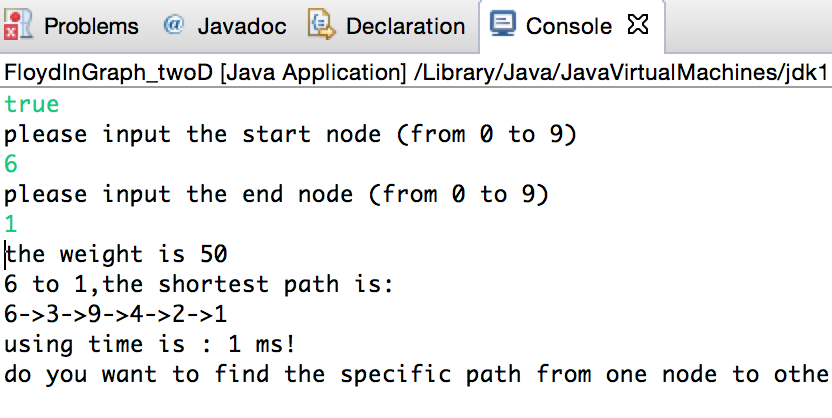 Problems @ Javadoc Declaration Console
FloydInGraph_twoD [Java Application] /Library/Java/JavaVirtualMachines/jdk1
true
please input the start node (from 0 to 9)
6
please input the end node (from 0 to 9)
1
the weight is 50
6 to 1,the shortest path is:
6->3->9->4->2->1
using time is : 1 ms!
do you want to find the specific path from one node to othe